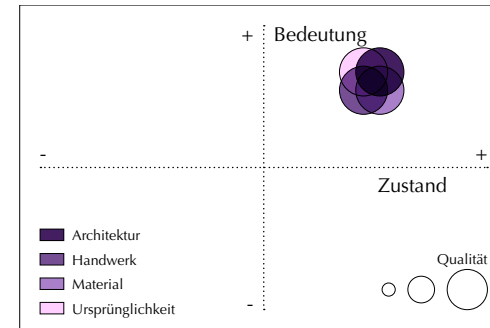 + Bedeutung
- +
Zustand
Architektur
Handwerk
Material
Ursprünglichkeit
-
Qualität